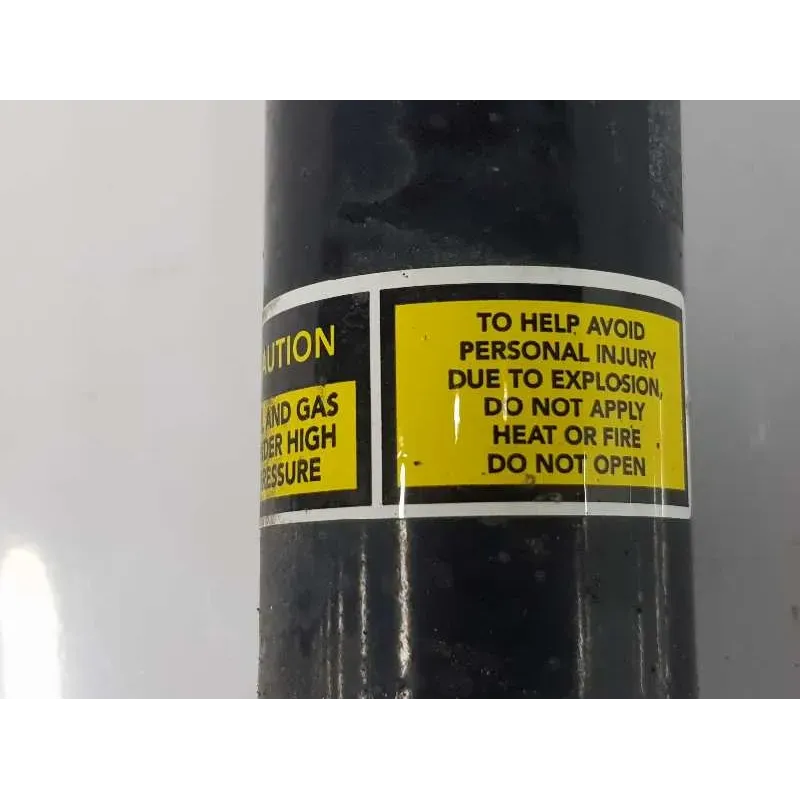 AUTION
AND GAS
DER HIGH
RESSURE
TO HELP AVOID
PERSONAL INJURY
DUE TO EXPLOSION,
DO NOT APPLY
HEAT OR FIRE
DO NOT OPEN